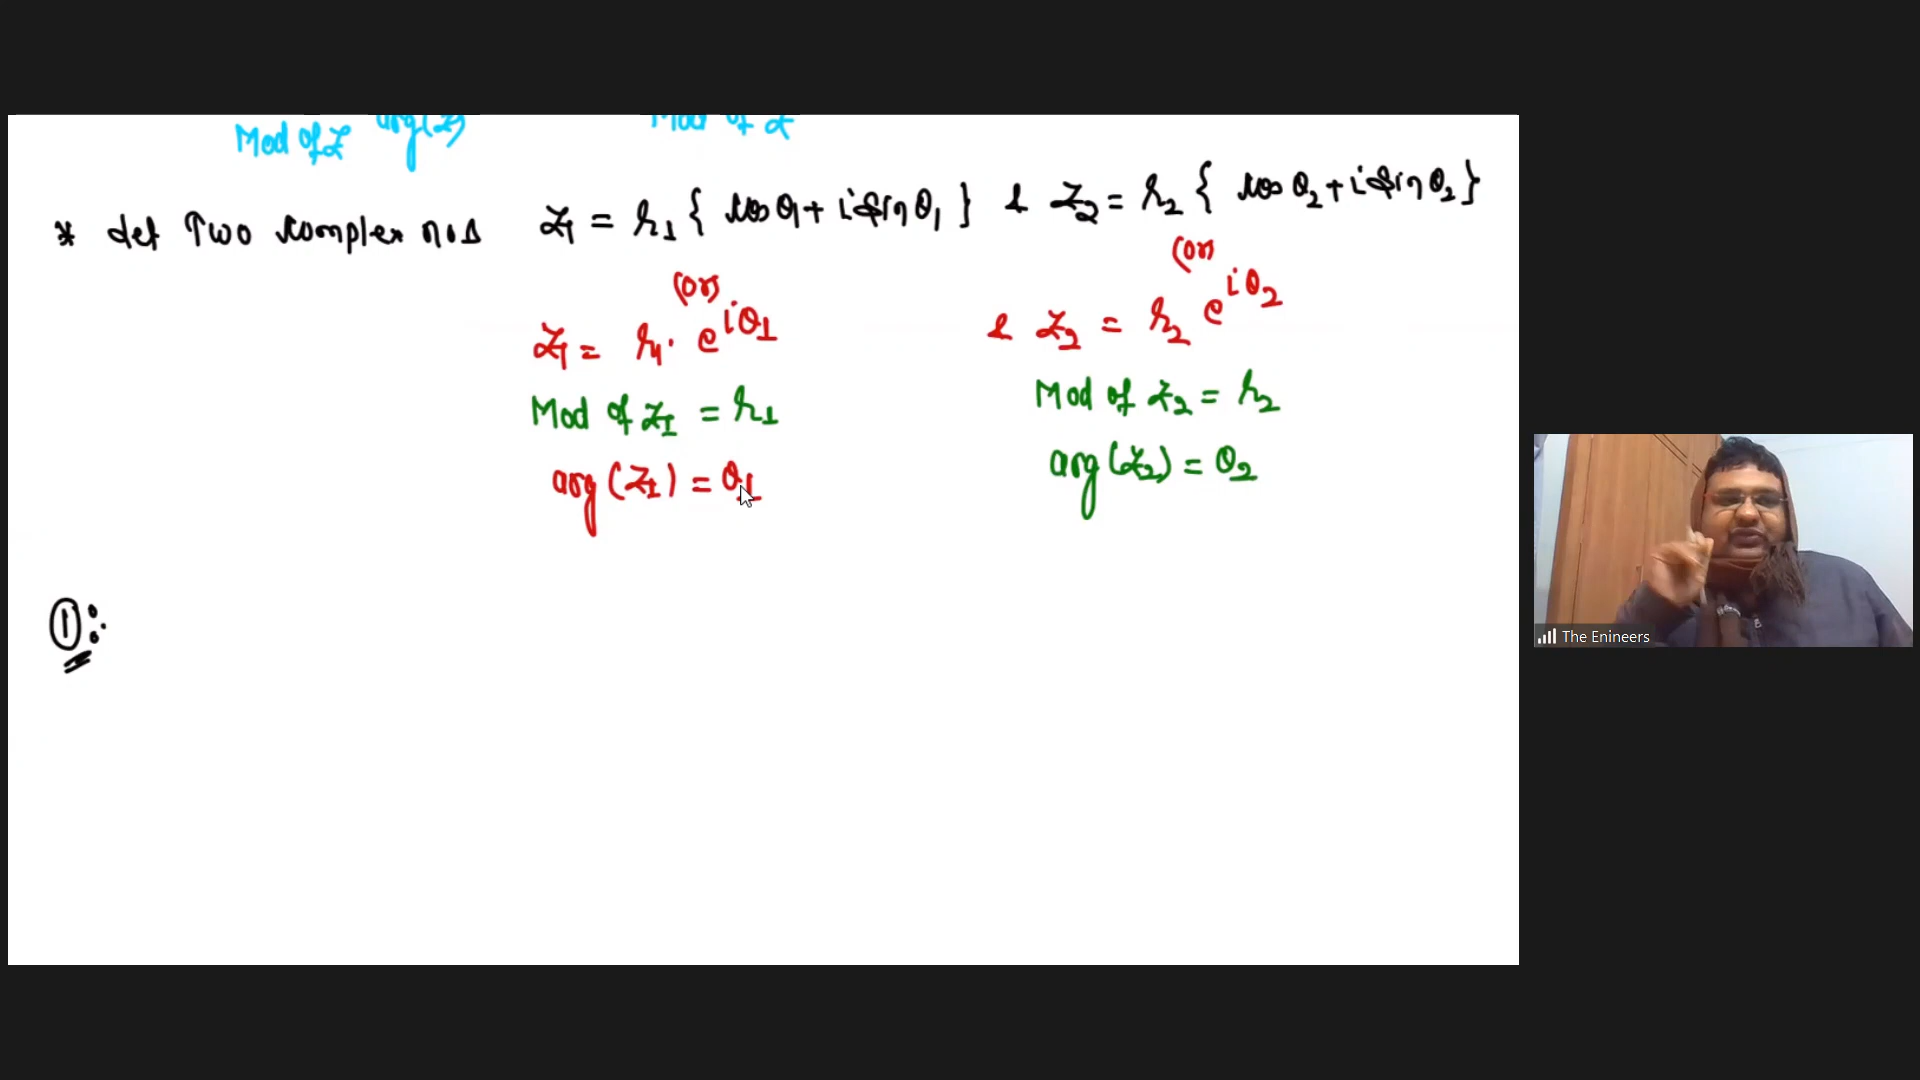 Mod of z arg(z) Mod of z
* Let Two complex nos z1 = r1 { cos θ1 + i sin θ1 } & z2 = r2 { cos θ2 + i sin θ2 }
(or) (or)
z1 = r1 . e^iθ1 & z2 = r2 e^iθ2
Mod of z1 = r1 Mod of z2 = r2
arg (z1) = θ1 arg (z2) = θ2
①:
The Enineers